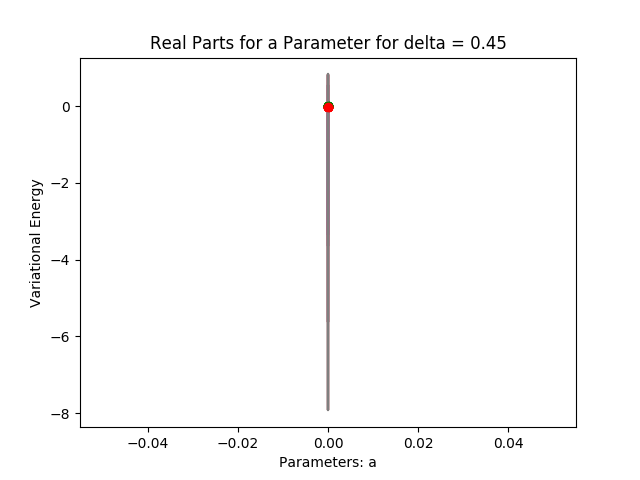 Real Parts for a Parameter for delta = 0.45
Variational Energy
0
−2
−4
−6
−8
−0.04 −0.02 0.00 0.02 0.04
Parameters: a